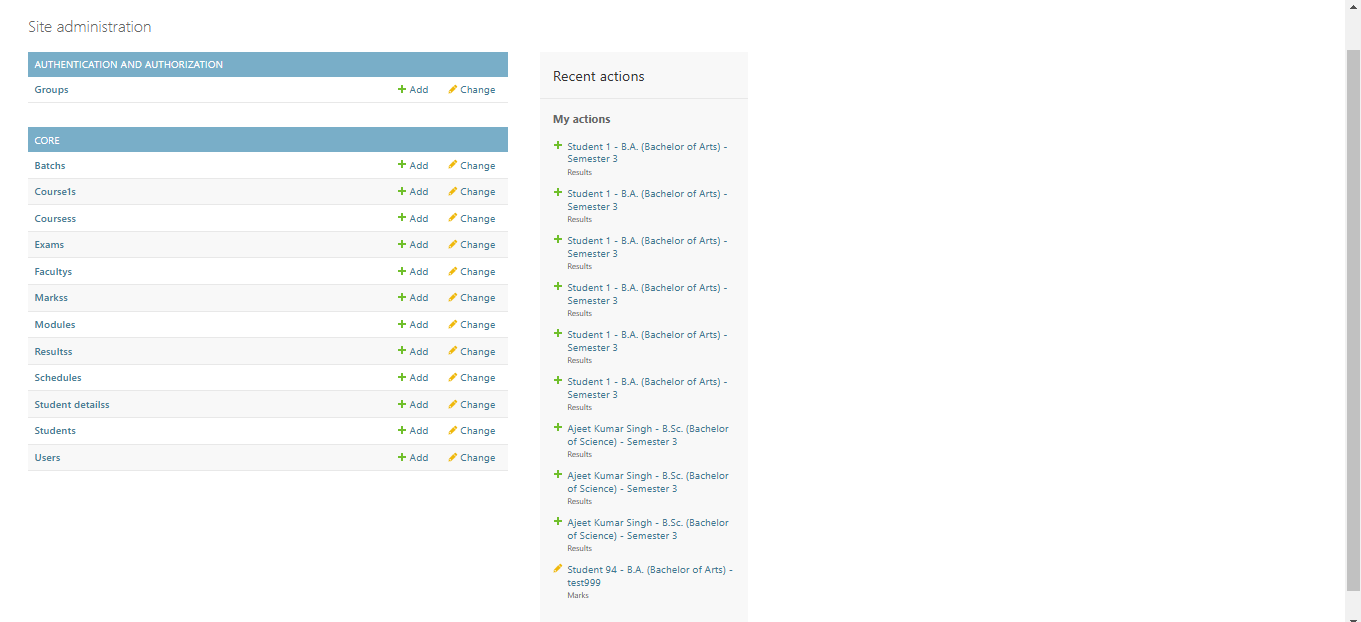 Site administration
AUTHENTICATION AND AUTHORIZATION
Groups Add Change
CORE
Batchs Add Change
Course1s Add Change
Coursess Add Change
Exams Add Change
Facultys Add Change
Markss Add Change
Modules Add Change
Resultss Add Change
Schedules Add Change
Student detailss Add Change
Students Add Change
Users Add Change
Recent actions
My actions
Student 1 - B.A. (Bachelor of Arts) -
Semester 3
Results
Student 1 - B.A. (Bachelor of Arts) -
Semester 3
Results
Student 1 - B.A. (Bachelor of Arts) -
Semester 3
Results
Student 1 - B.A. (Bachelor of Arts) -
Semester 3
Results
Student 1 - B.A. (Bachelor of Arts) -
Semester 3
Results
Student 1 - B.A. (Bachelor of Arts) -
Semester 3
Results
Ajeet Kumar Singh - B.Sc. (Bachelor
of Science) - Semester 3
Results
Ajeet Kumar Singh - B.Sc. (Bachelor
of Science) - Semester 3
Results
Ajeet Kumar Singh - B.Sc. (Bachelor
of Science) - Semester 3
Results
Student 94 - B.A. (Bachelor of Arts) -
test999
Marks